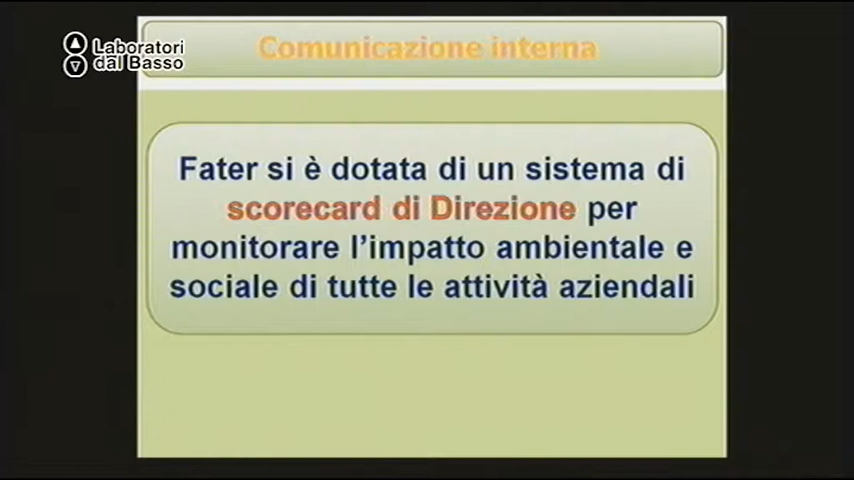 Laboratori
dal Basso
Comunicazione interna
Fater si è dotata di un sistema di
scorecard di Direzione per
monitorare l'impatto ambientale e
sociale di tutte le attività aziendali